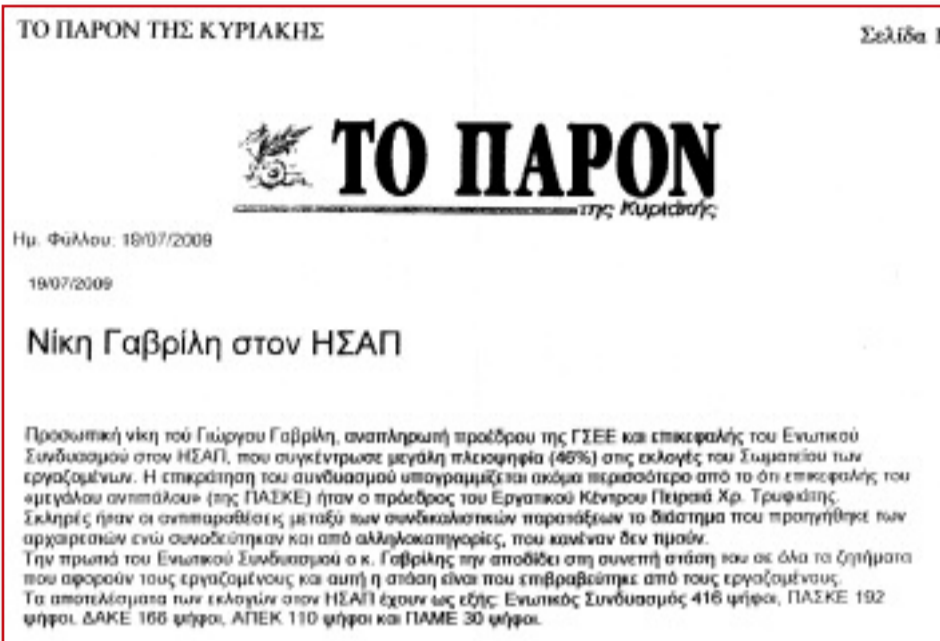 ΤΟ ΠΑΡΟΝ ΤΗΣ ΚΥΡΙΑΚΗΣ
Σελίδα
ΤΟ ΠΑΡΟΝ
της Κυριακής
Ημ. Φύλλου: 19/07/2009
19/07/2009
Νίκη Γαβρίλη στον ΗΣΑΠ
Προσωπική νίκη τού Γιώργου Γαβρίλη, αναπληρωτή προέδρου της ΓΣΕΕ και επικεφαλής του Ενωτικού
Συνδυασμού στον ΗΣΑΠ, που συγκέντρωσε μεγάλη πλειοψηφία (46%) στις εκλογές του Σωματείου των
εργαζομένων. Η επικράτηση του συνδυασμού υπογραμμίζεται ακόμα περισσότερο από το ότι επικεφαλής του
«μεγάλου αντιπάλου» (της ΠΑΣΚΕ) ήταν ο πρόεδρος του Εργατικού Κέντρου Πειραιά Χρ. Τρυφιάτης.
Σκληρές ήταν οι αντιπαραθέσεις μεταξύ των συνδικαλιστικών παρατάξεων το διάστημα που προηγήθηκε των
αρχαιρεσιών ενώ συνοδεύτηκαν και από αλληλοκατηγορίες, που κανέναν δεν τιμούν.
Την πρωτιά του Ενωτικού Συνδυασμού ο κ. Γαβρίλης την αποδίδει στη συνεπή στάση του σε όλα τα ζητήματα
που αφορούν τους εργαζομένους και αυτή η στάση είναι που επιβραβεύτηκε από τους εργαζομένους.
Τα αποτελέσματα των εκλογών στον ΗΣΑΠ έχουν ως εξής: Ενωτικός Συνδυασμός 416 ψήφοι, ΠΑΣΚΕ 192
ψήφοι, ΔΑΚΕ 166 ψήφοι, ΑΠΕΚ 110 ψήφοι και ΠΑΜΕ 30 ψήφοι.